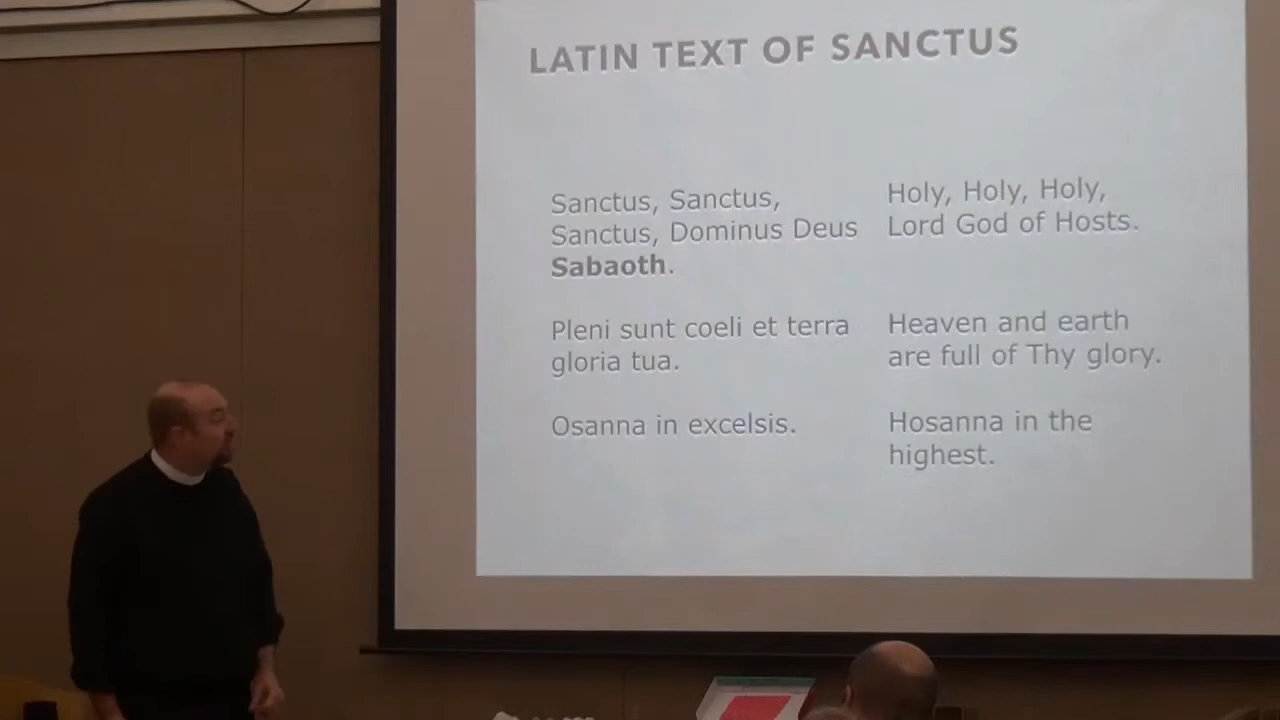 LATIN TEXT OF SANCTUS
Sanctus, Sanctus,
Sanctus, Dominus Deus
Sabaoth.
Pleni sunt coeli et terra
gloria tua.
Osanna in excelsis.
Holy, Holy, Holy,
Lord God of Hosts.
Heaven and earth
are full of Thy glory.
Hosanna in the
highest.